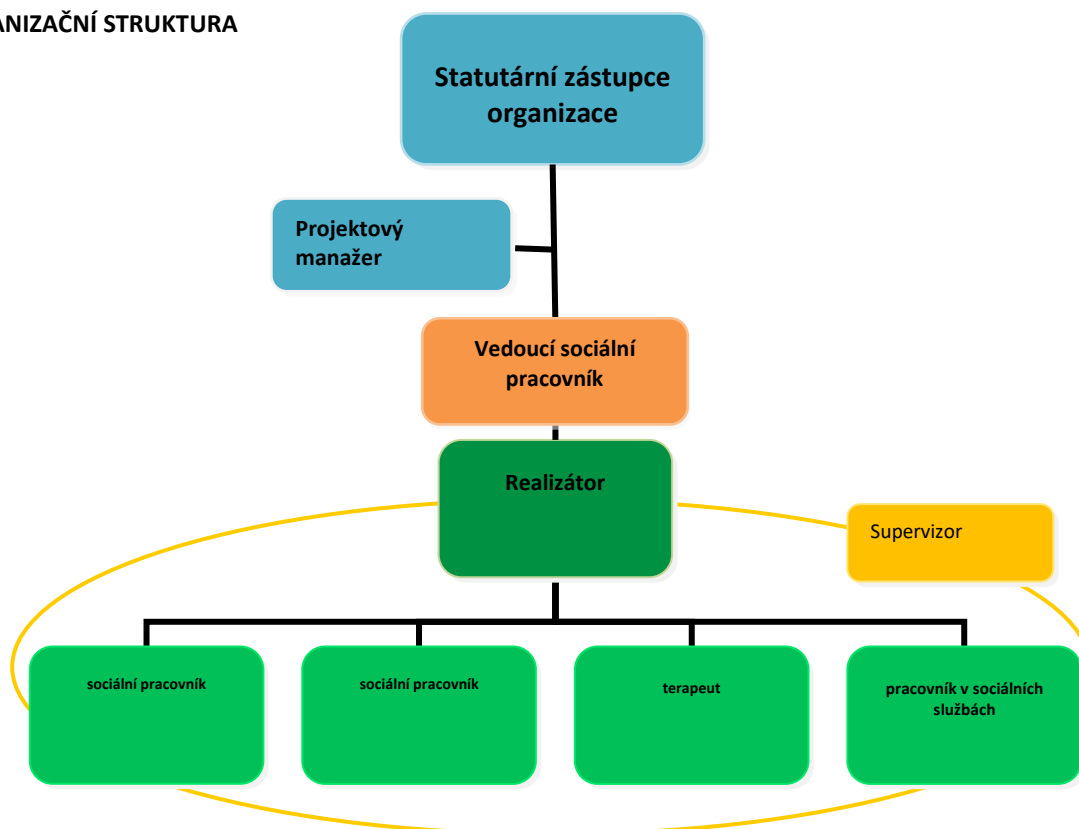 ANIZAČNÍ STRUKTURA
Statutární zástupce
organizace
Projektový
manažer
Vedoucí sociální
pracovník
Realizátor
Supervizor
sociální pracovník
sociální pracovník
terapeut
pracovník v sociálních
službách